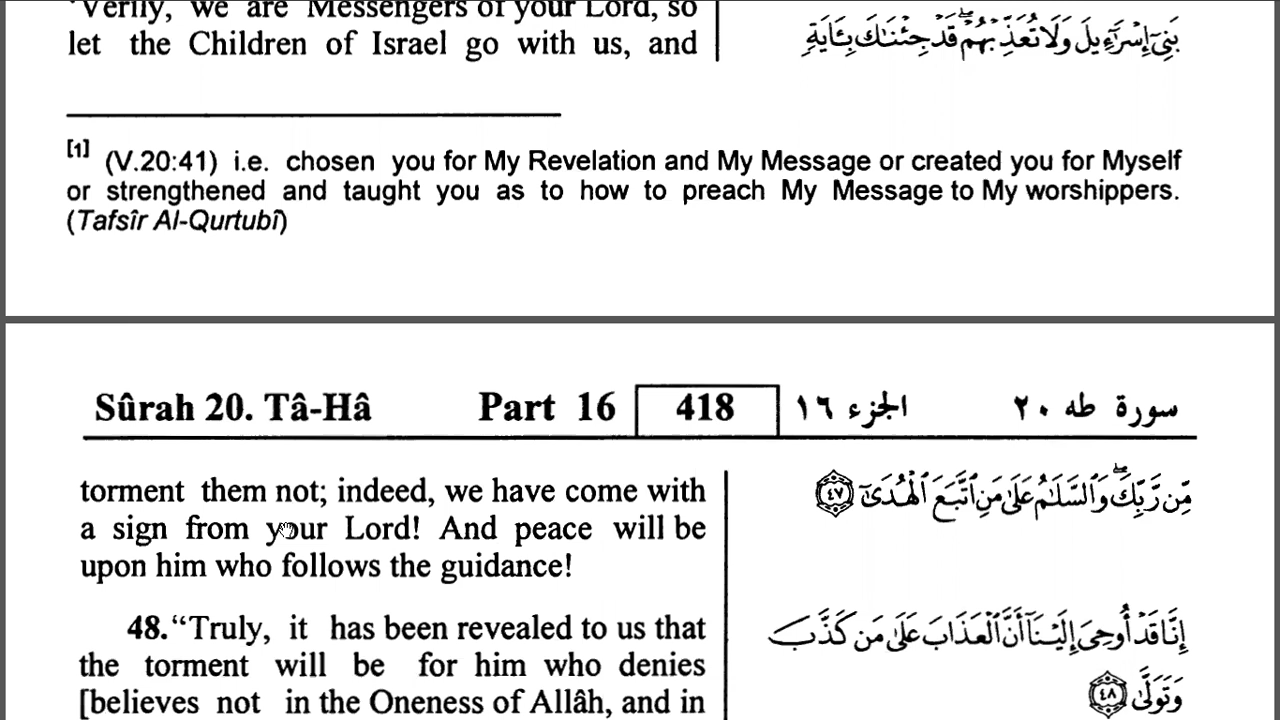 "Verily, we are Messengers of your Lord, so
let the Children of Israel go with us, and
بَنِىٓ إِسْرَٰٓءِيلَ وَلَا تُعَذِّبْهُمْ ۖ قَدْ جِئْنَٰكَ بِـَٔايَةٍ
[1] (V.20:41) i.e. chosen you for My Revelation and My Message or created you for Myself
or strengthened and taught you as to how to preach My Message to My worshippers.
(Tafsîr Al-Qurtubî)
Sûrah 20. Tâ-Hâ Part 16 418 الجزء ١٦ سورة طه ٢٠
torment them not; indeed, we have come with
a sign from your Lord! And peace will be
upon him who follows the guidance!
مِّن رَّبِّكَ ۖ وَٱلسَّلَٰمُ عَلَىٰ مَنِ ٱتَّبَعَ ٱلْهُدَىٰٓ ٤٧
48. "Truly, it has been revealed to us that
the torment will be for him who denies
[believes not in the Oneness of Allâh, and in
إِنَّا قَدْ أُوحِىَ إِلَيْنَآ أَنَّ ٱلْعَذَابَ عَلَىٰ مَن كَذَّبَ
وَتَوَلَّىٰ ٤٨